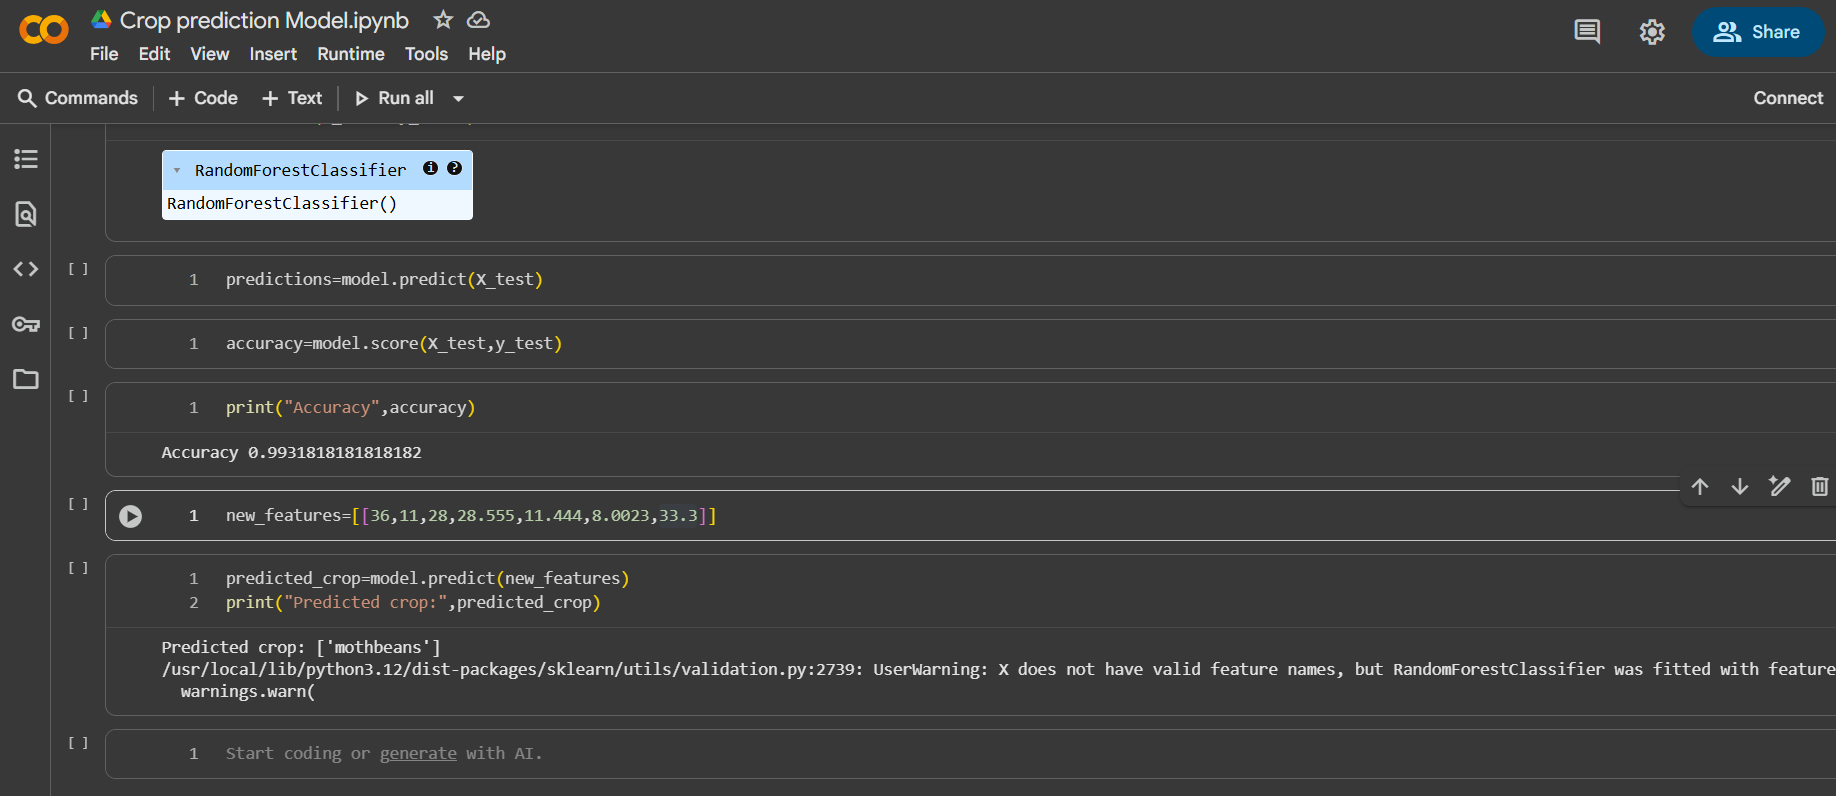 Crop prediction Model.ipynb
File Edit View Insert Runtime Tools Help
Share
Commands + Code + Text Run all
Connect
RandomForestClassifier i ?
RandomForestClassifier()
[ ] 1 predictions=model.predict(X_test)
[ ] 1 accuracy=model.score(X_test,y_test)
[ ] 1 print("Accuracy",accuracy)
Accuracy 0.9931818181818182
[ ] 1 new_features=[[36,11,28,28.555,11.444,8.0023,33.3]]
[ ] 1 predicted_crop=model.predict(new_features)
2 print("Predicted crop:",predicted_crop)
Predicted crop: ['mothbeans']
/usr/local/lib/python3.12/dist-packages/sklearn/utils/validation.py:2739: UserWarning: X does not have valid feature names, but RandomForestClassifier was fitted with feature
warnings.warn(
[ ] 1 Start coding or generate with AI.